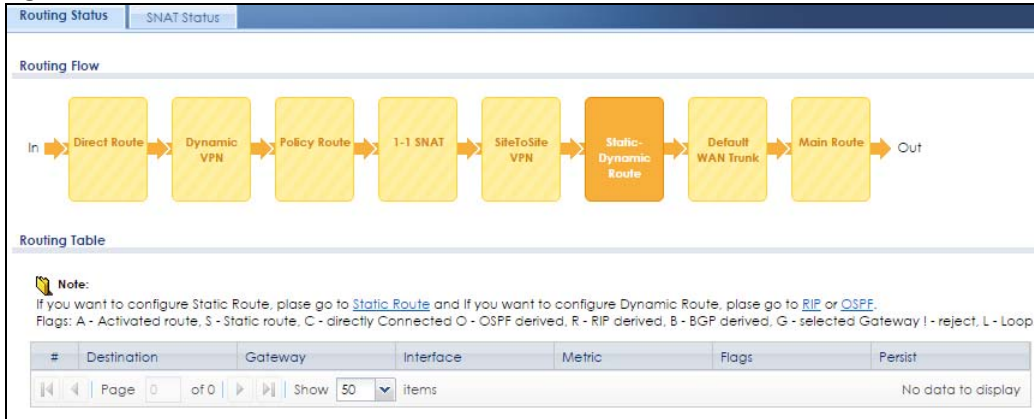 Routing Status
SNAT Status
Routing Flow
In
Direct Route
Dynamic
VPN
Policy Route
1-1 SNAT
SiteToSite
VPN
Static-
Dynamic
Route
Default
WAN Trunk
Main Route
Out
Routing Table
Note:
If you want to configure Static Route, plase go to Static Route and If you want to configure Dynamic Route, plase go to RIP or OSPF.
Flags: A - Activated route, S - Static route, C - directly Connected O - OSPF derived, R - RIP derived, B - BGP derived, G - selected Gateway ! - reject, L - Loop
# Destination Gateway Interface Metric Flags Persist
Page 0 of 0 Show 50 items No data to display